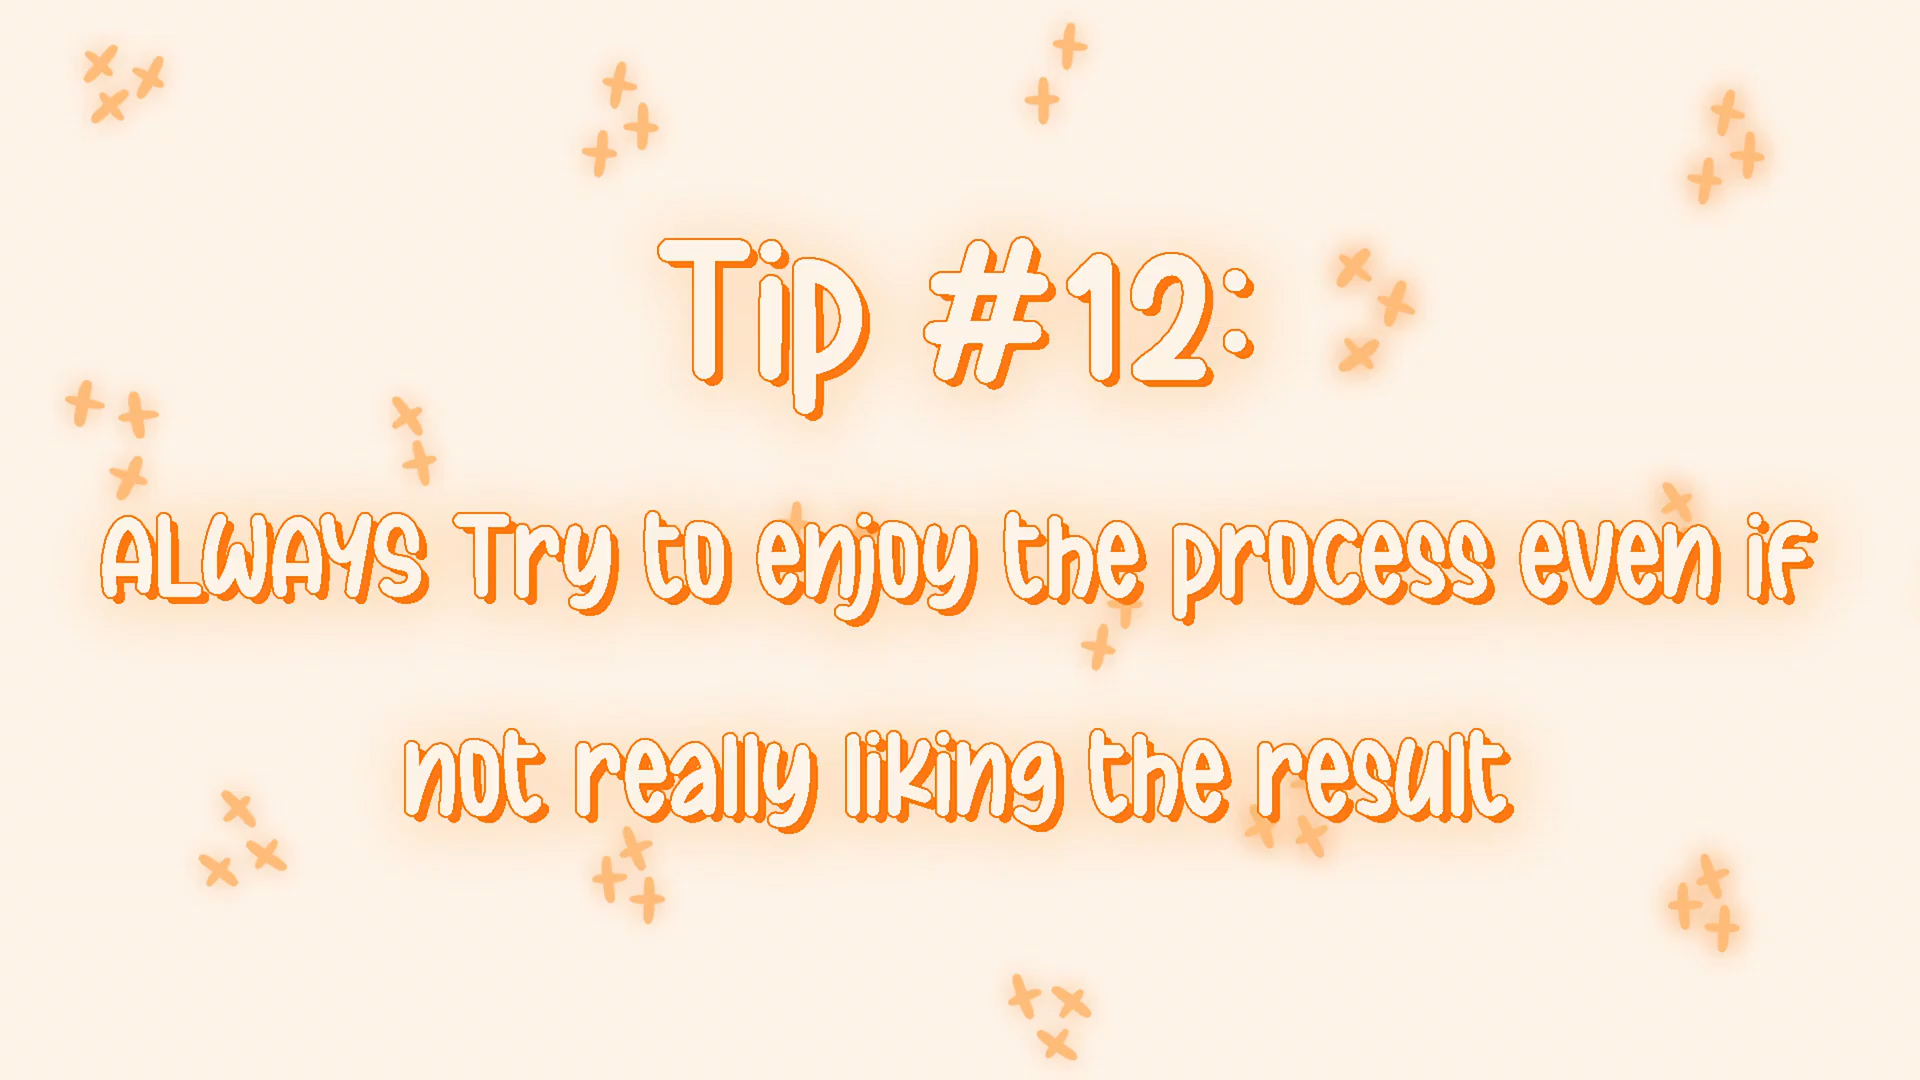 Tip #12:
ALWAYS Try to enjoy the process even if
not really liking the result